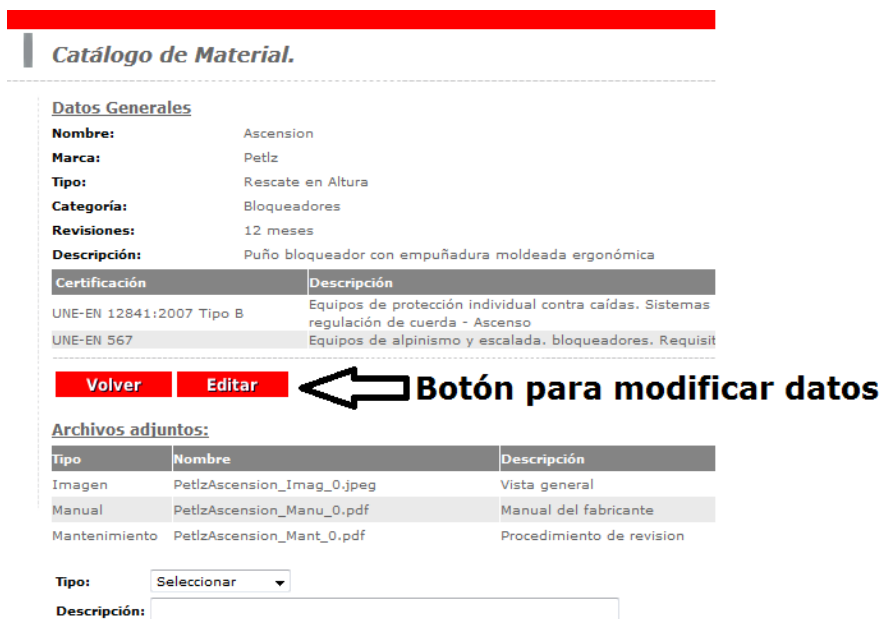 Catálogo de Material.
Datos Generales
Nombre: Ascension
Marca: Petlz
Tipo: Rescate en Altura
Categoría: Bloqueadores
Revisiones: 12 meses
Descripción: Puño bloqueador con empuñadura moldeada ergonómica
Certificación Descripción
UNE-EN 12841:2007 Tipo B Equipos de protección individual contra caídas. Sistemas
regulación de cuerda - Ascenso
UNE-EN 567 Equipos de alpinismo y escalada. bloqueadores. Requisit
Volver Editar Botón para modificar datos
Archivos adjuntos:
Tipo Nombre Descripción
Imagen PetlzAscension_Imag_0.jpeg Vista general
Manual PetlzAscension_Manu_0.pdf Manual del fabricante
Mantenimiento PetlzAscension_Mant_0.pdf Procedimiento de revision
Tipo: Seleccionar
Descripción: